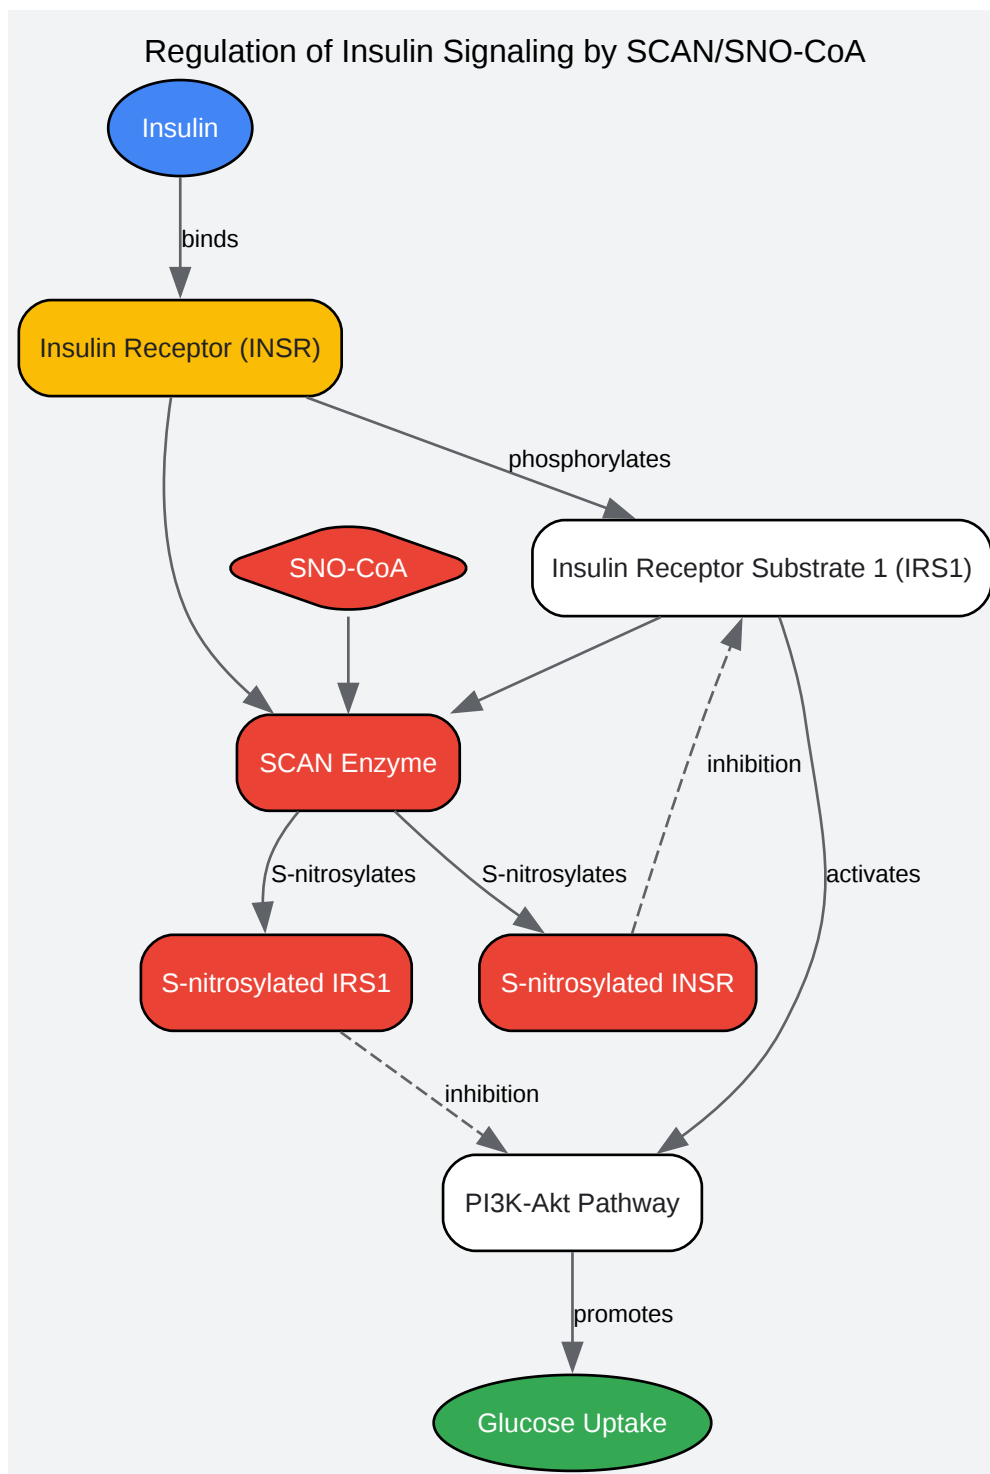 Regulation of Insulin Signaling by SCAN/SNO-CoA
Insulin
binds
Insulin Receptor (INSR)
phosphorylates
SNO-CoA
Insulin Receptor Substrate 1 (IRS1)
SCAN Enzyme
inhibition
S-nitrosylates
S-nitrosylates
activates
S-nitrosylated IRS1
S-nitrosylated INSR
inhibition
PI3K-Akt Pathway
promotes
Glucose Uptake